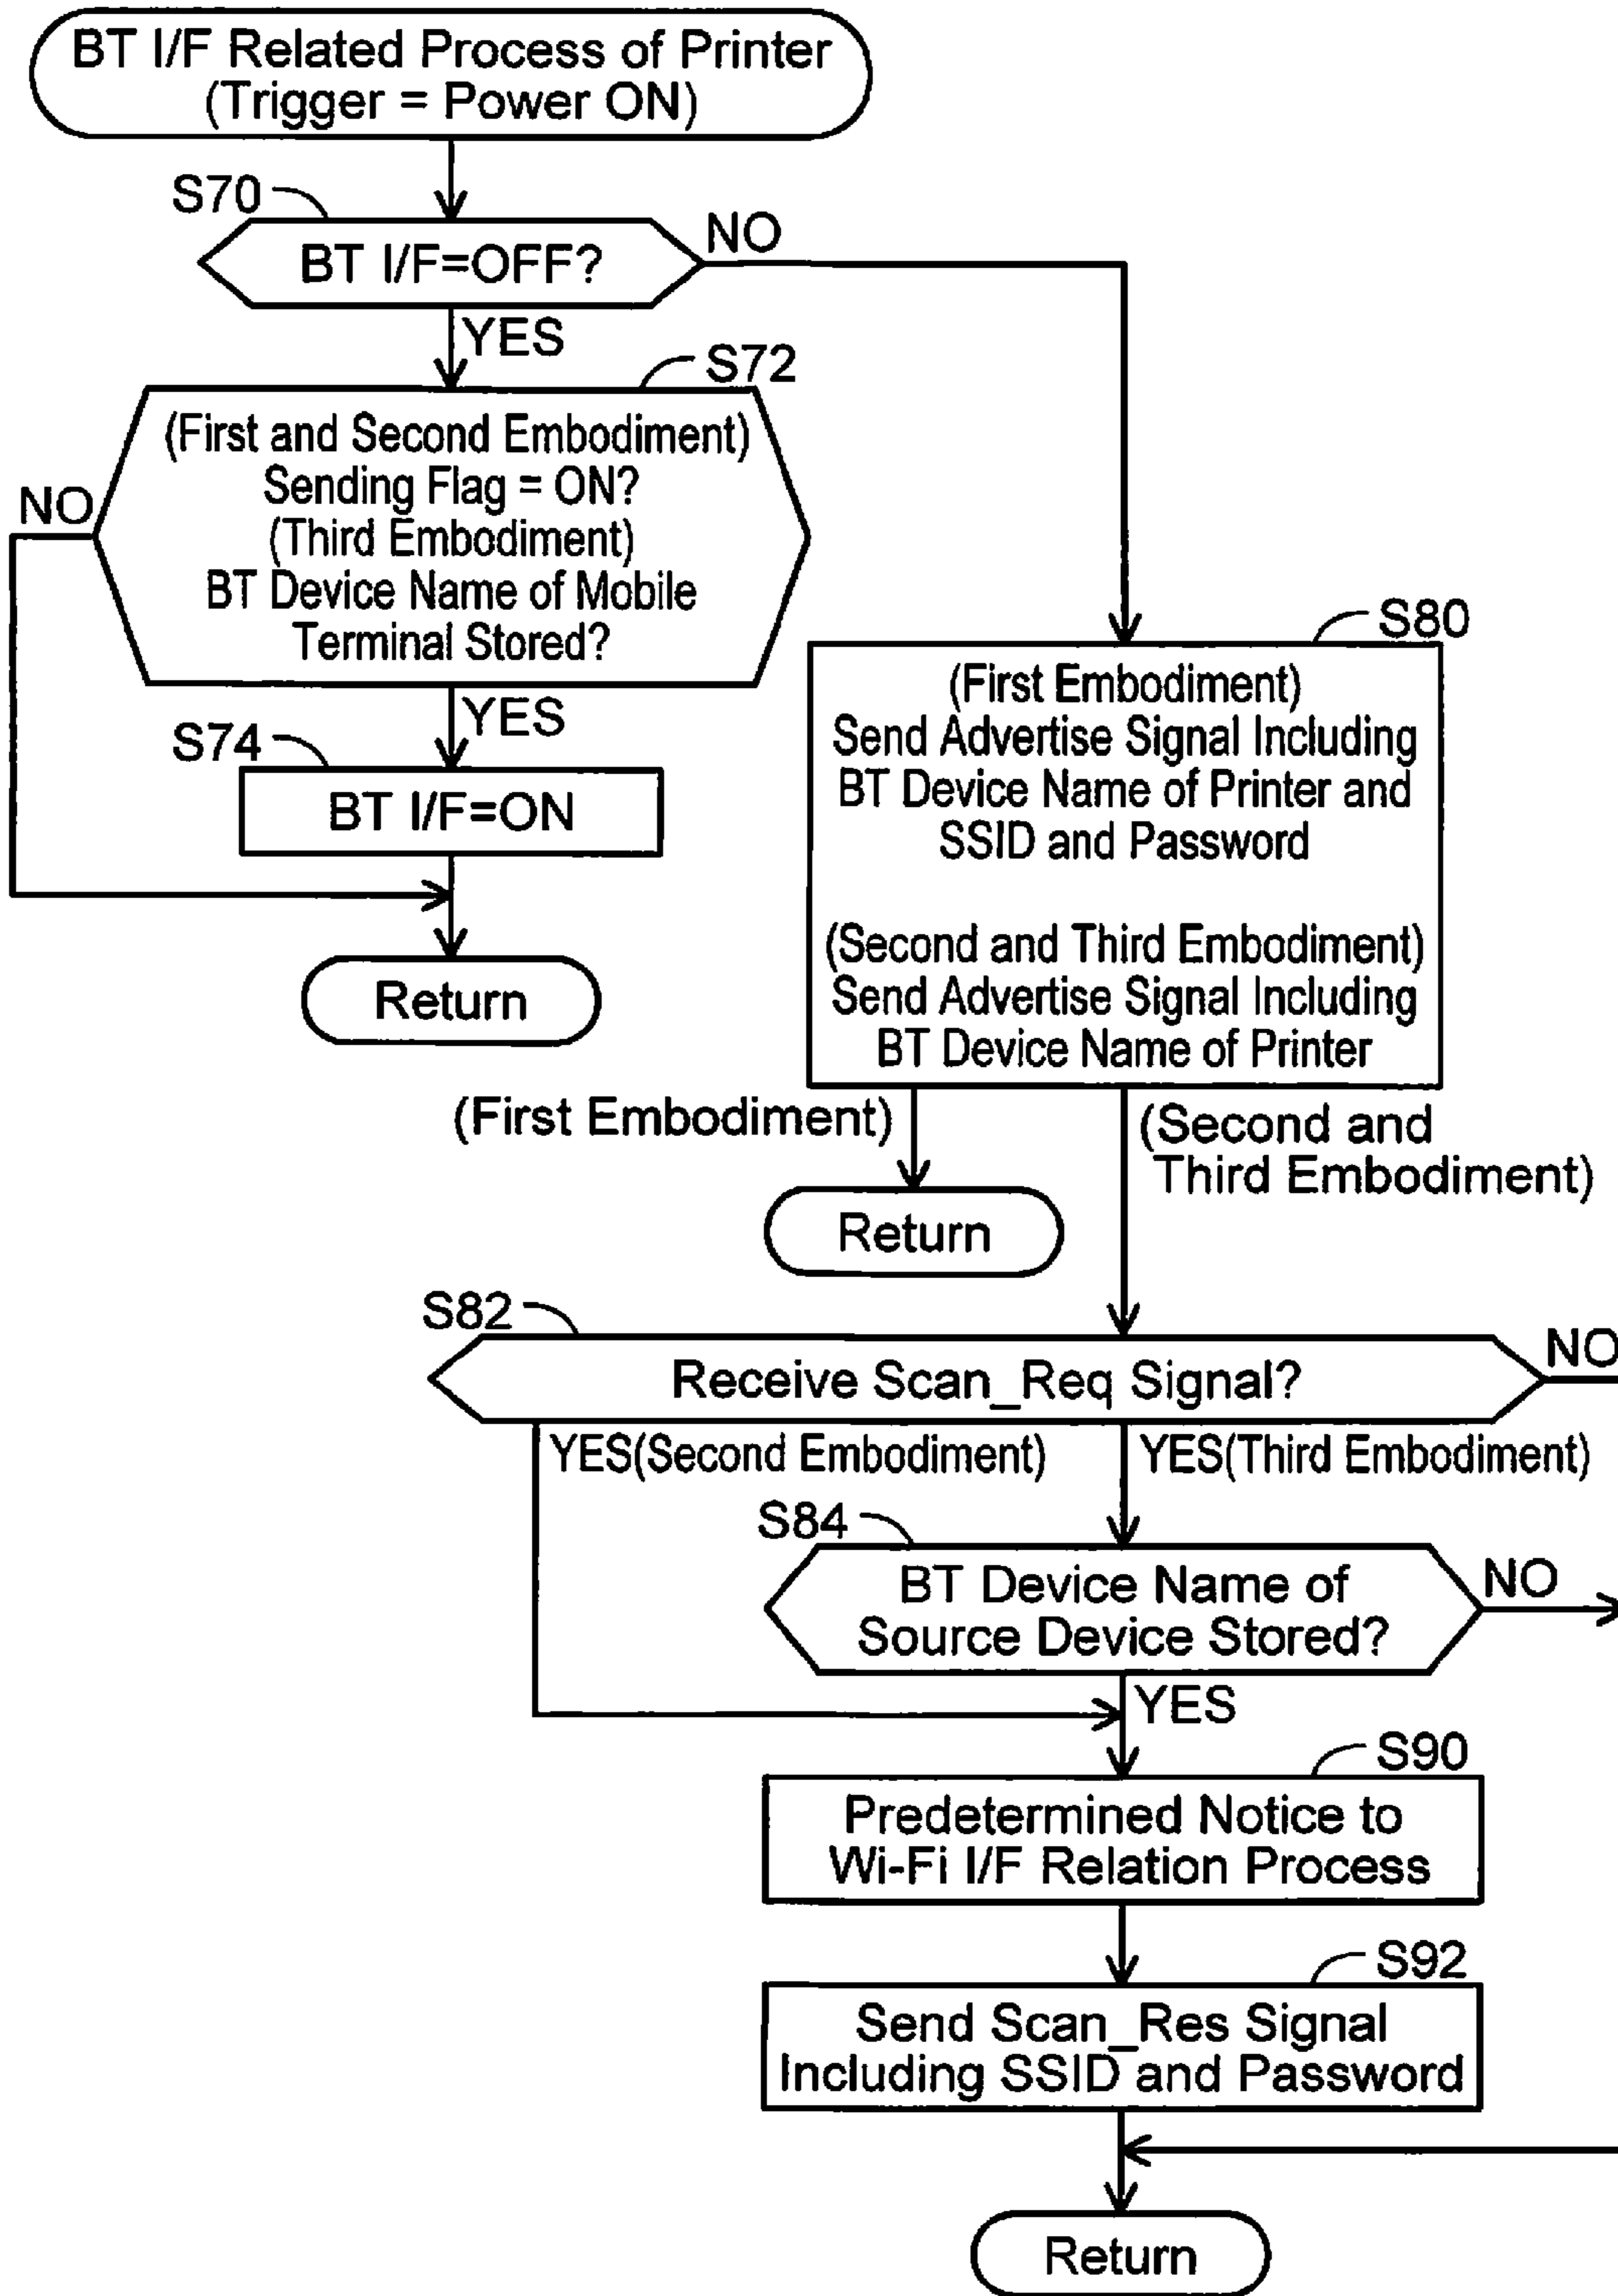 BT I/F Related Process of Printer
(Trigger = Power ON)
S70
BT I/F=OFF?
NO
YES
S72
(First and Second Embodiment)
Sending Flag = ON?
(Third Embodiment)
BT Device Name of Mobile
Terminal Stored?
NO
YES
S74
BT I/F=ON
Return
S80
(First Embodiment)
Send Advertise Signal Including
BT Device Name of Printer and
SSID and Password
(Second and Third Embodiment)
Send Advertise Signal Including
BT Device Name of Printer
(First Embodiment)
(Second and
Third Embodiment)
Return
S82
Receive Scan_Req Signal?
NO
YES(Second Embodiment)
YES(Third Embodiment)
S84
BT Device Name of
Source Device Stored?
NO
YES
S90
Predetermined Notice to
Wi-Fi I/F Relation Process
S92
Send Scan_Res Signal
Including SSID and Password
Return